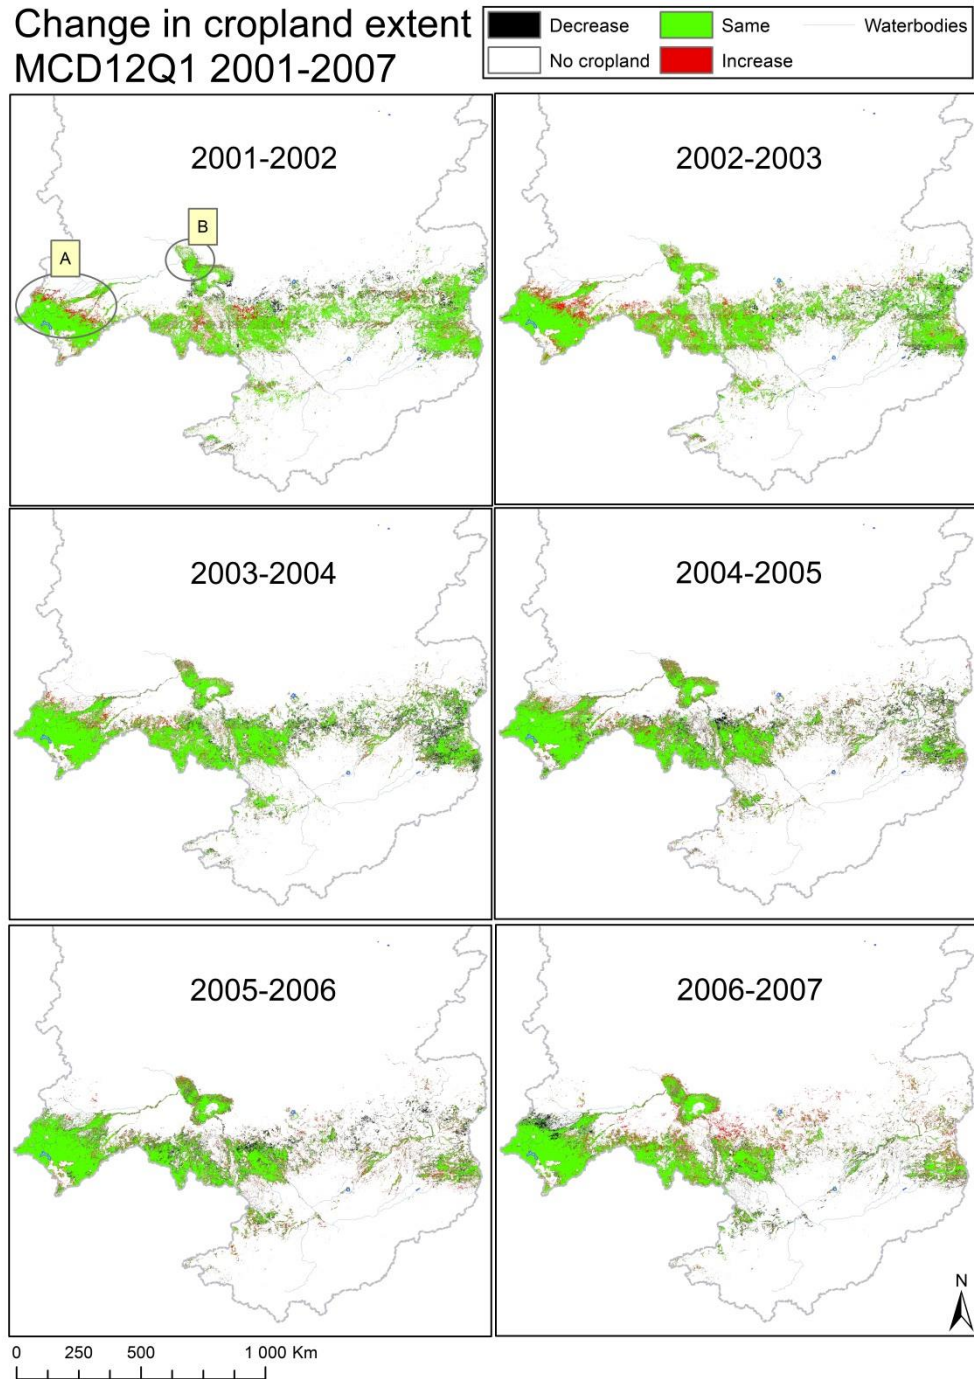 Change in cropland extent
MCD12Q1 2001-2007
Decrease
Same
Waterbodies
No cropland
Increase
2001-2002
2002-2003
B
A
2003-2004
2004-2005
2005-2006
2006-2007
N
0 250 500 1 000 Km